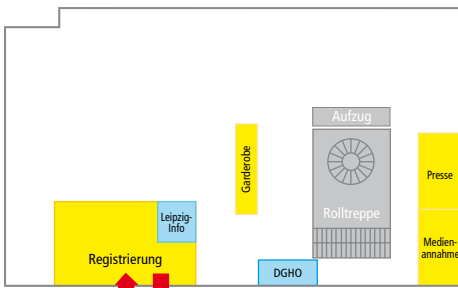 Aufzug
Garderobe
Rolltreppe
Presse
Leipzig-
Info
Registrierung
Medien-
annahme
DGHO